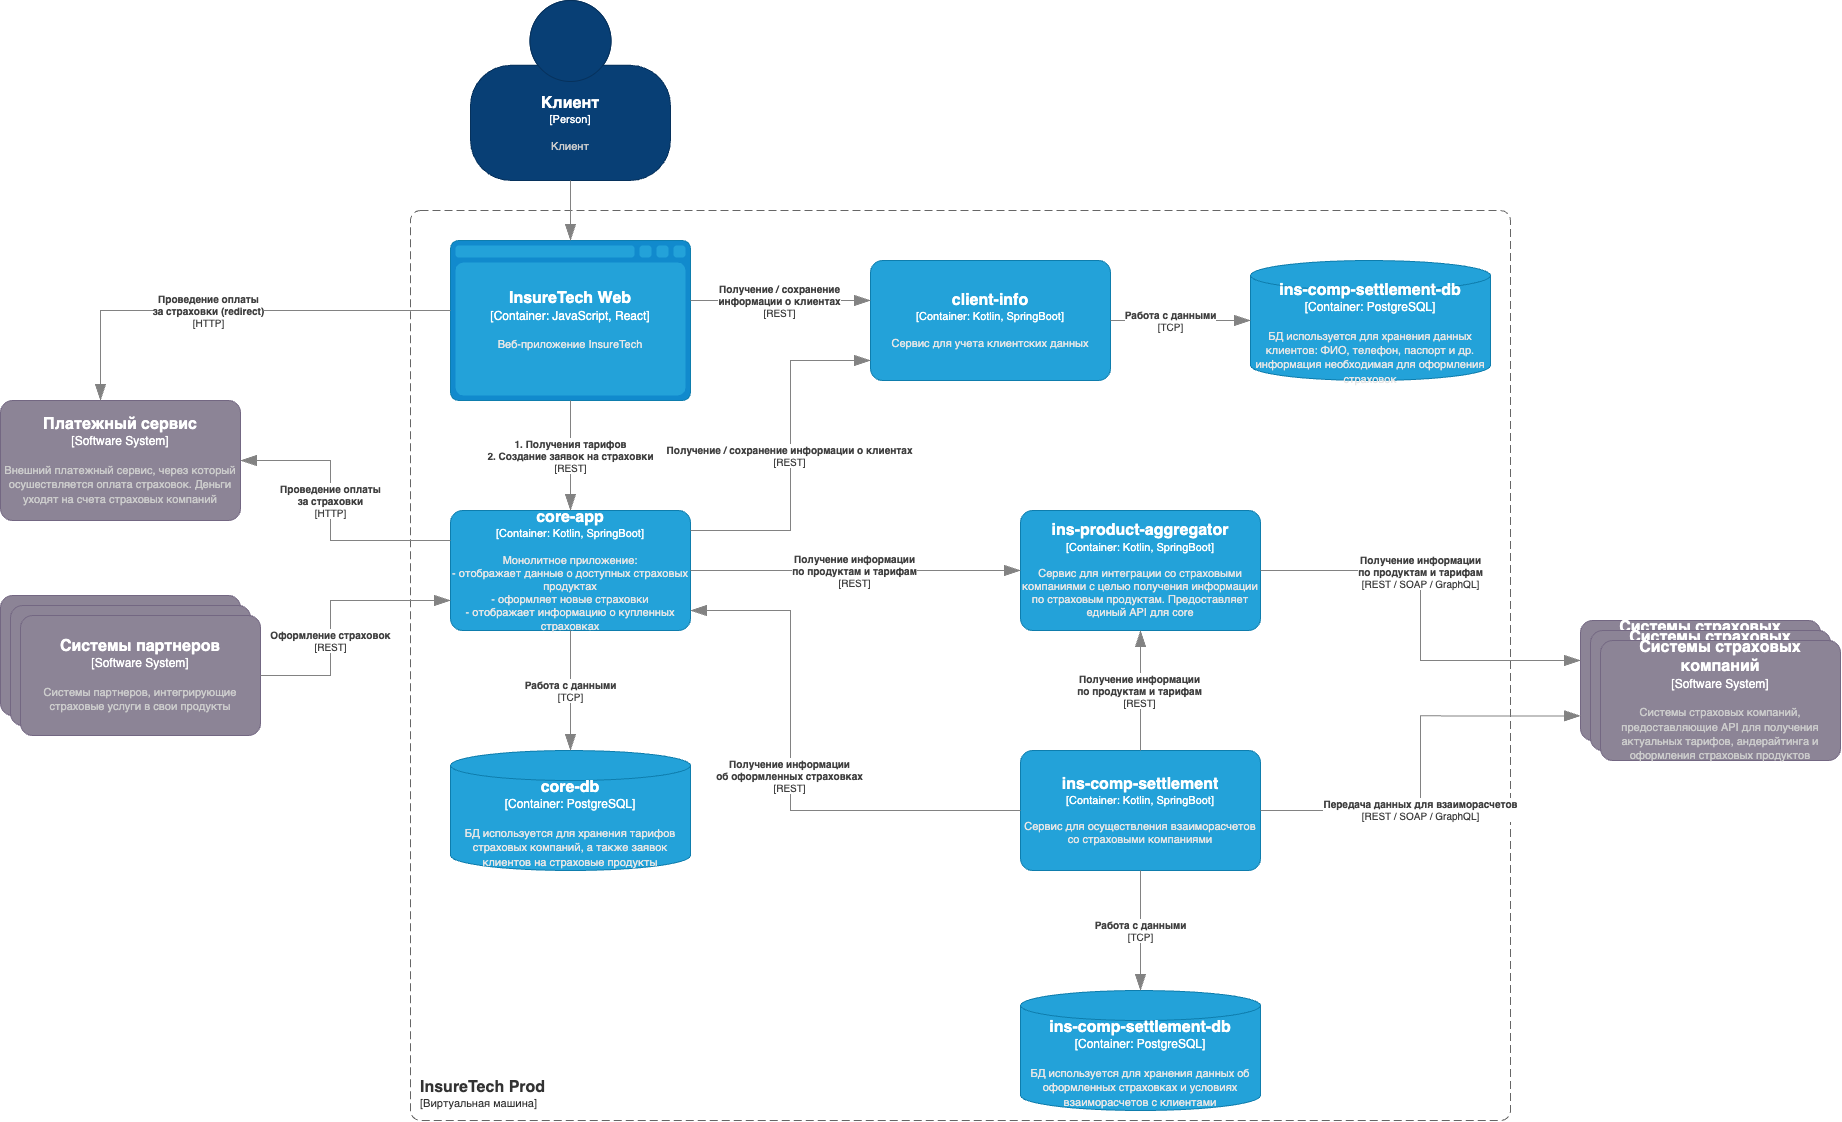 Клиент
[Person]
Клиент
InsureTech Web
[Container: JavaScript, React]
Веб-приложение InsureTech
Получение / сохранение
информации о клиентах
[REST]
client-info
[Container: Kotlin, SpringBoot]
Сервис для учета клиентских данных
Работа с данными
[TCP]
ins-comp-settlement-db
[Container: PostgreSQL]
БД используется для хранения данных
клиентов: ФИО, телефон, паспорт и др.
информация необходимая для оформления
страховок
Проведение оплаты
за страховки (redirect)
[HTTP]
Платежный сервис
[Software System]
Внешний платежный сервис, через который
осушествляется оплата страховок. Деньги
уходят на счета страховых компаний
1. Получения тарифов
2. Создание заявок на страховки
[REST]
Получение / сохранение информации о клиентах
[REST]
Проведение оплаты
за страховки
[HTTP]
core-app
[Container: Kotlin, SpringBoot]
Монолитное приложение:
- отображает данные о доступных страховых
продуктах
- оформляет новые страховки
- отображает информацию о купленных
страховках
Получение информации
по продуктам и тарифам
[REST]
ins-product-aggregator
[Container: Kotlin, SpringBoot]
Сервис для интеграции со страховыми
компаниями с целью получения информации
по страховым продуктам. Предоставляет
единый API для core
Получение информации
по продуктам и тарифам
[REST / SOAP / GraphQL]
Системы партнеров
[Software System]
Системы партнеров, интегрирующие
страховые услуги в свои продукты
Оформление страховок
[REST]
Системы страховых
Системы страховых
Системы страховых
компаний
[Software System]
Системы страховых компаний,
предоставляющие API для получения
актуальных тарифов, андерайтинга и
оформления страховых продуктов
Работа с данными
[TCP]
Получение информации
по продуктам и тарифам
[REST]
Получение информации
об оформленных страховках
[REST]
core-db
[Container: PostgreSQL]
БД используется для хранения тарифов
страховых компаний, а также заявок
клиентов на страховые продукты
ins-comp-settlement
[Container: Kotlin, SpringBoot]
Сервис для осуществления взаиморасчетов
со страховыми компаниями
Передача данных для взаиморасчетов
[REST / SOAP / GraphQL]
Работа с данными
[TCP]
ins-comp-settlement-db
[Container: PostgreSQL]
БД используется для хранения данных об
оформленных страховках и условиях
взаиморасчетов с клиентами
InsureTech Prod
[Виртуальная машина]